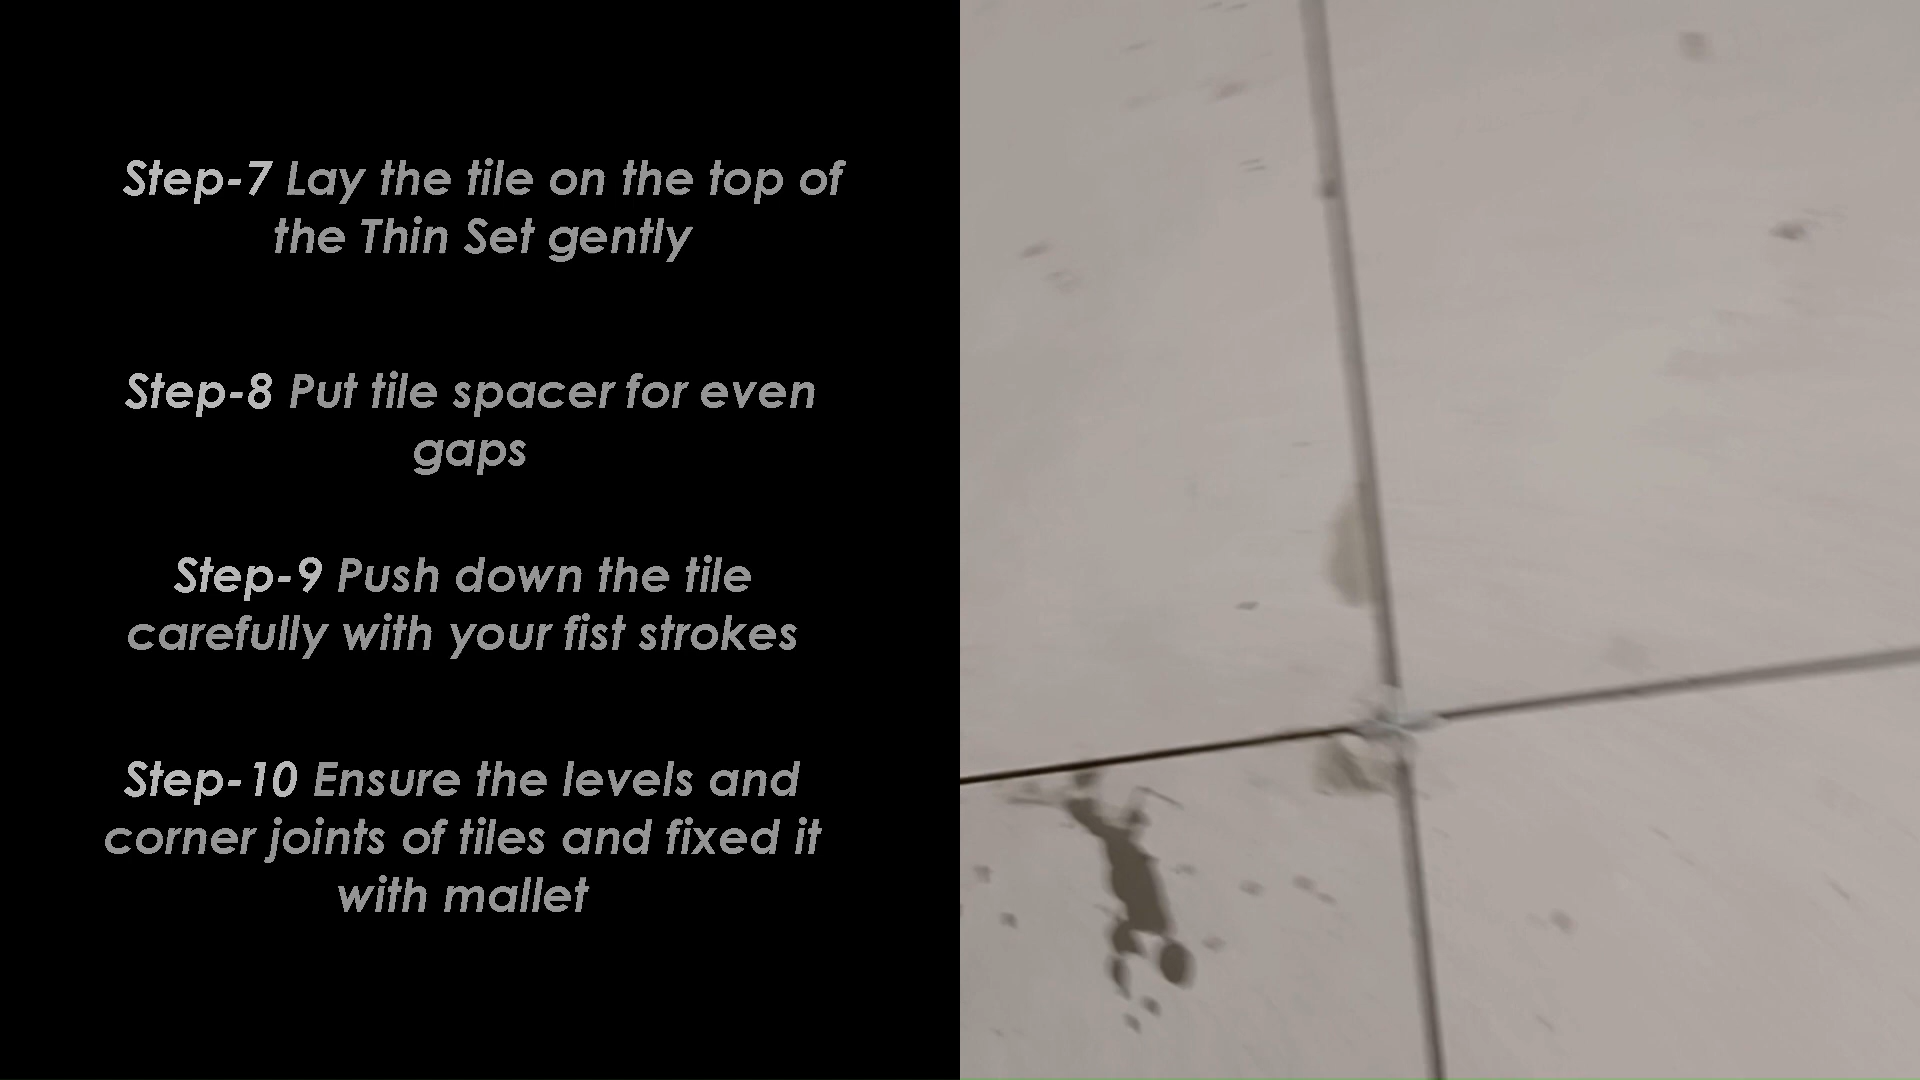 Step-7 Lay the tile on the top of
the Thin Set gently
Step-8 Put tile spacer for even
gaps
Step-9 Push down the tile
carefully with your fist strokes
Step-10 Ensure the levels and
corner joints of tiles and fixed it
with mallet